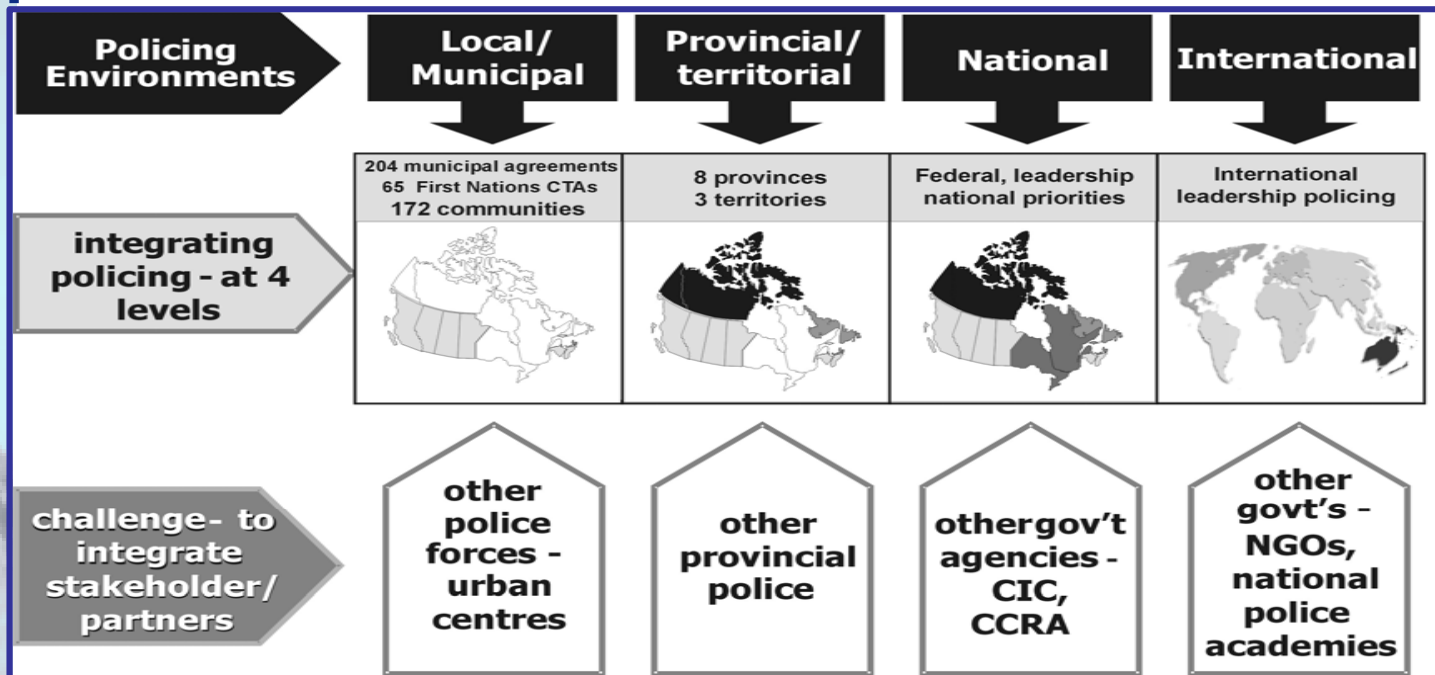 Policing
Environments
Local/
Municipal
Provincial/
territorial
National
International
integrating
policing - at 4
levels
204 municipal agreements
65 First Nations CTAs
172 communities
8 provinces
3 territories
Federal, leadership
national priorities
International
leadership policing
challenge- to
integrate
stakeholder/
partners
other
police
forces -
urban
centres
other
provincial
police
othergov't
agencies -
CIC,
CCRA
other
govt's -
NGOs,
national
police
academies